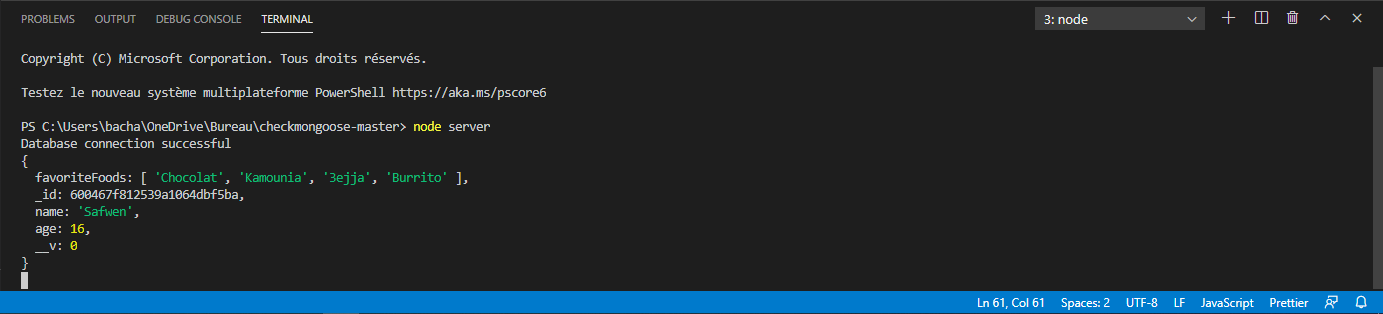 PROBLEMS OUTPUT DEBUG CONSOLE TERMINAL 3: node
Copyright (C) Microsoft Corporation. Tous droits réservés.
Testez le nouveau système multiplateforme PowerShell https://aka.ms/pscore6
PS C:\Users\bacha\OneDrive\Bureau\checkmongoose-master> node server
Database connection successful
{
  favoriteFoods: [ 'Chocolat', 'Kamounia', '3ejja', 'Burrito' ],
  _id: 600467f812539a1064dbf5ba,
  name: 'Safwen',
  age: 16,
  __v: 0
}
Ln 61, Col 61 Spaces: 2 UTF-8 LF JavaScript Prettier